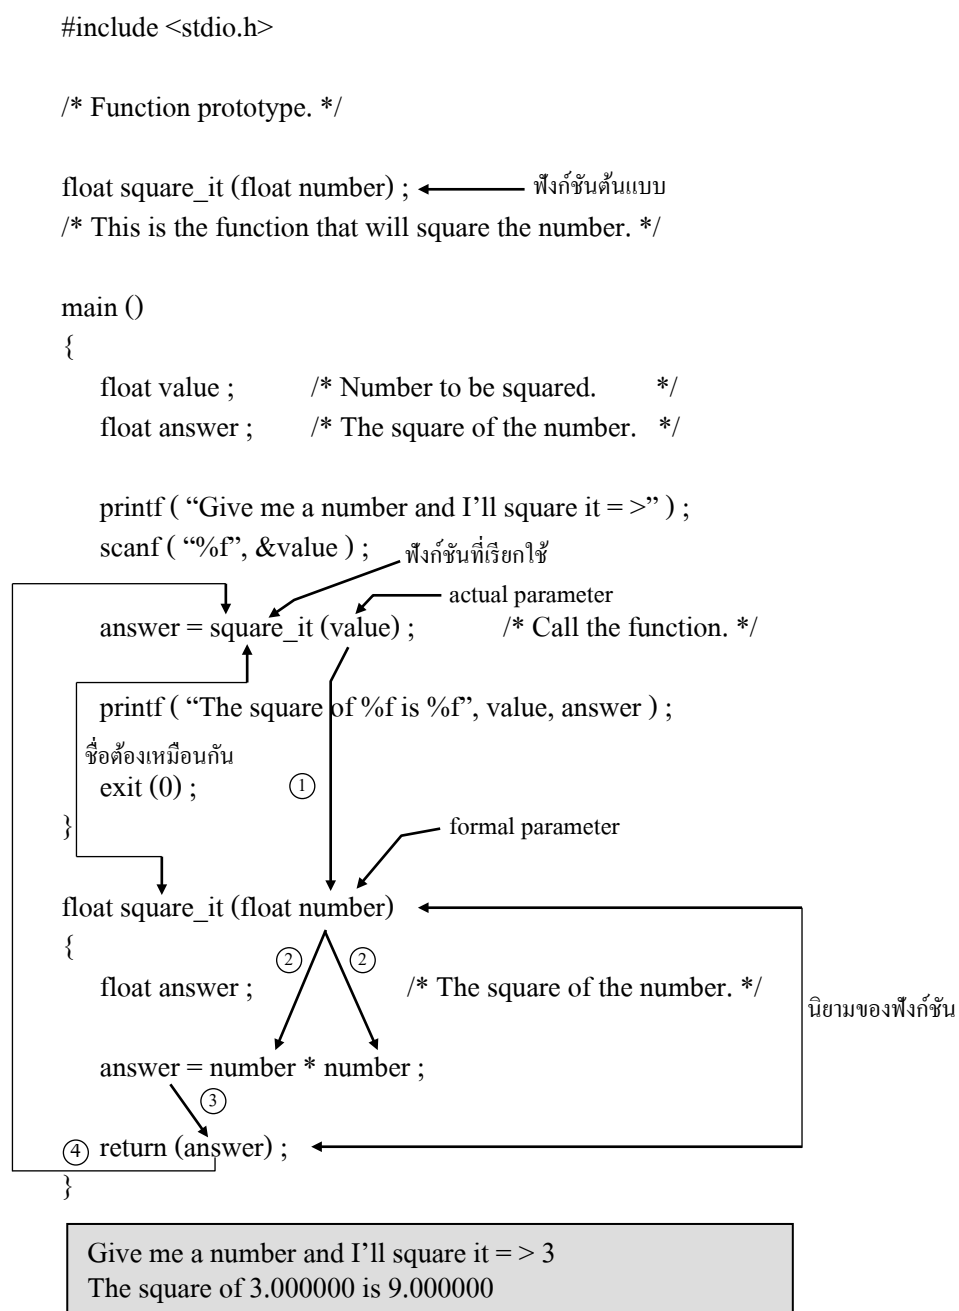 #include <stdio.h>
/* Function prototype. */
float square_it (float number) ; ฟังก์ชันต้นแบบ
/* This is the function that will square the number. */
main ()
{
float value ; /* Number to be squared. */
float answer ; /* The square of the number. */
printf ( “Give me a number and I’ll square it = >” ) ;
scanf ( “%f”, &value ) ; ฟังก์ชันที่เรียกใช้
actual parameter
answer = square_it (value) ; /* Call the function. */
printf ( “The square of %f is %f”, value, answer ) ;
ชื่อต้องเหมือนกัน
exit (0) ; 1
} formal parameter
float square_it (float number)
{ 2 2
float answer ; /* The square of the number. */
นิยามของฟังก์ชัน
answer = number * number ;
3
4 return (answer) ;
}
Give me a number and I’ll square it = > 3
The square of 3.000000 is 9.000000